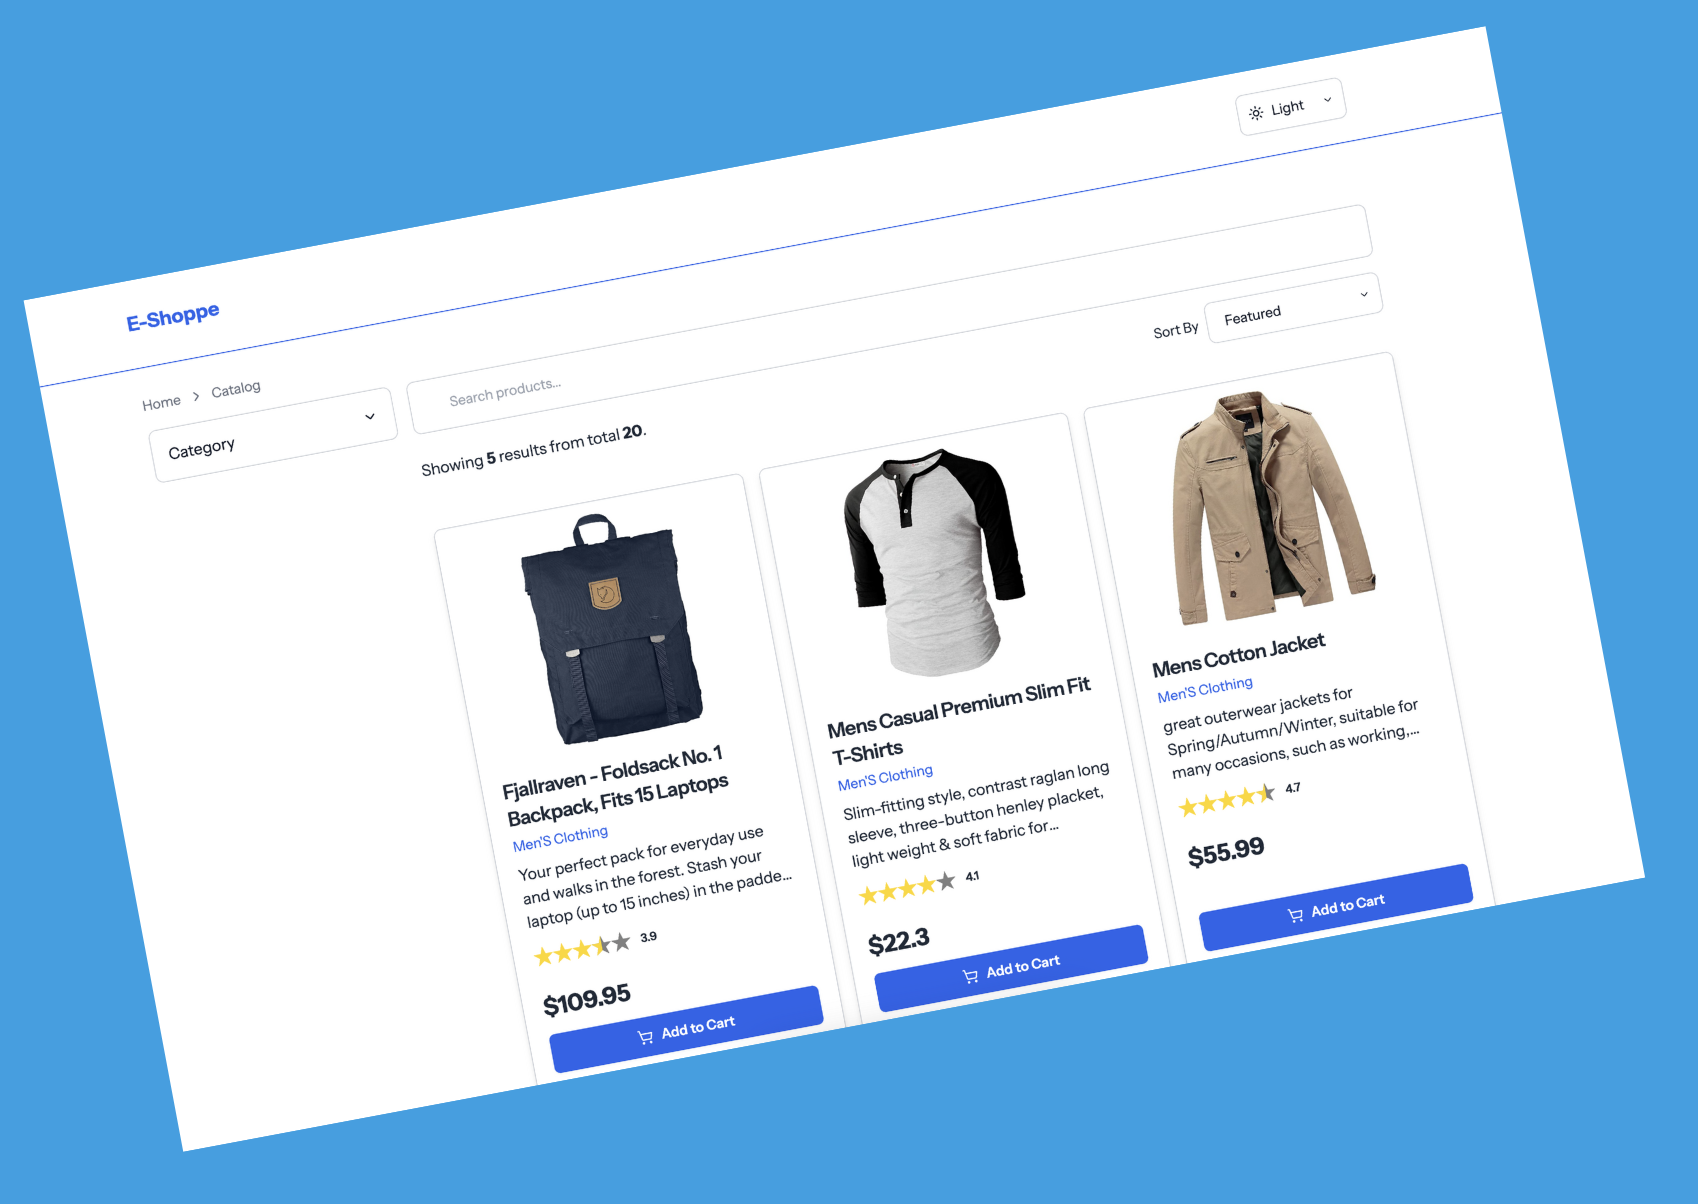 Light
E-Shoppe
Home > Catalog
Category
Search products...
Sort By Featured
Showing 5 results from total 20.
Fjallraven - Foldsack No. 1
Backpack, Fits 15 Laptops
Men'S Clothing
Your perfect pack for everyday use
and walks in the forest. Stash your
laptop (up to 15 inches) in the padde...
3.9
$109.95
Add to Cart
Mens Casual Premium Slim Fit
T-Shirts
Men'S Clothing
Slim-fitting style, contrast raglan long
sleeve, three-button henley placket,
light weight & soft fabric for...
4.1
$22.3
Add to Cart
Mens Cotton Jacket
Men'S Clothing
great outerwear jackets for
Spring/Autumn/Winter, suitable for
many occasions, such as working,...
4.7
$55.99
Add to Cart